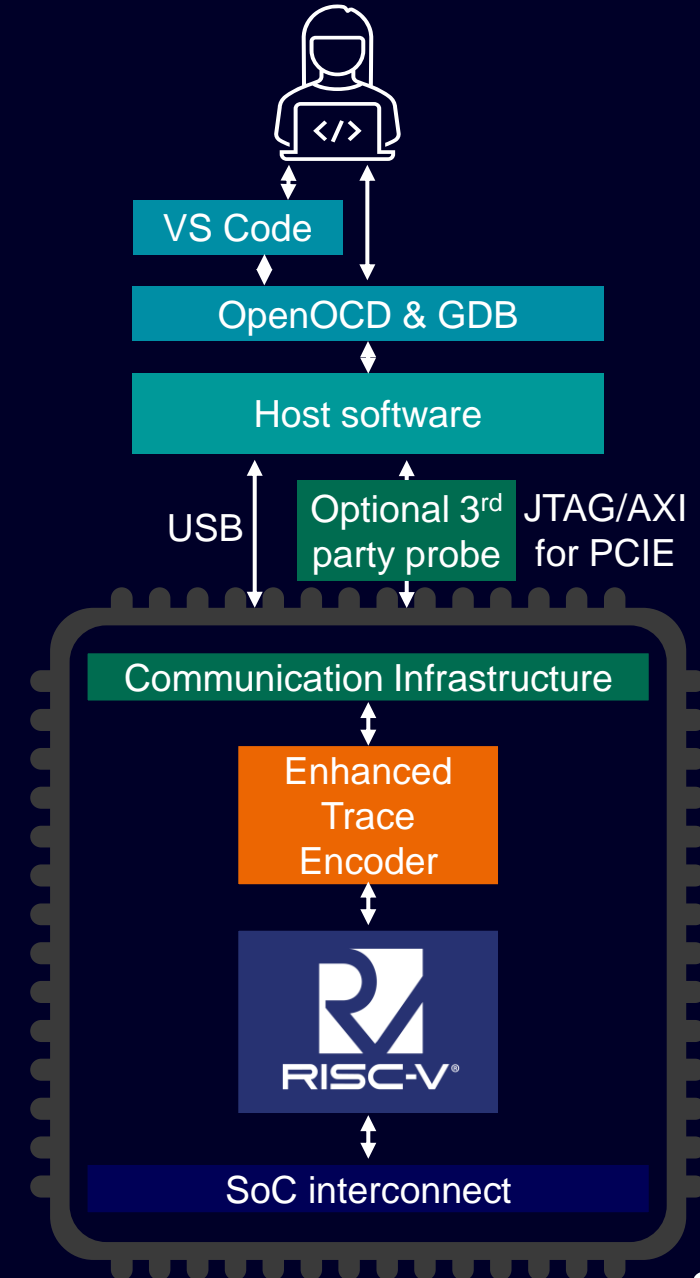 </>
VS Code
OpenOCD & GDB
Host software
USB
Optional 3rd
party probe
JTAG/AXI
for PCIE
Communication Infrastructure
Enhanced
Trace
Encoder
RISC-V®
SoC interconnect